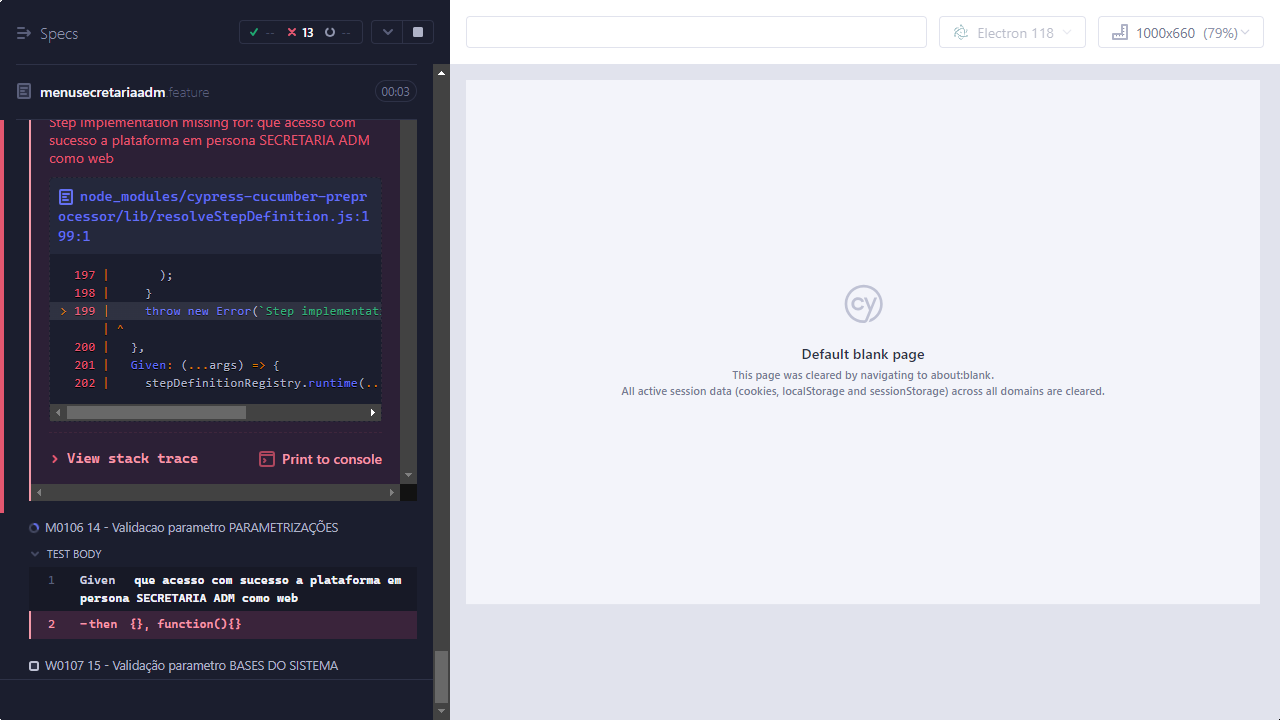 Specs
-- 13 --
Electron 118
1000x660 (79%)
menusecretariaadm feature
00:03
Step implementation missing for: que acesso com
sucesso a plataforma em persona SECRETARIA ADM
como web
node_modules/cypress-cucumber-prepr
ocessor/lib/resolveStepDefinition.js:1
99:1
197 | );
198 | }
> 199 | throw new Error(`Step implementat
| ^
200 | },
201 | Given: (...args) => {
202 | stepDefinitionRegistry.runtime(..
> View stack trace
Print to console
M0106 14 - Validacao parametro PARAMETRIZAÇÕES
TEST BODY
1 Given que acesso com sucesso a plataforma em
persona SECRETARIA ADM como web
2 -then {}, function(){}
W0107 15 - Validação parametro BASES DO SISTEMA
cy
Default blank page
This page was cleared by navigating to about:blank.
All active session data (cookies, localStorage and sessionStorage) across all domains are cleared.